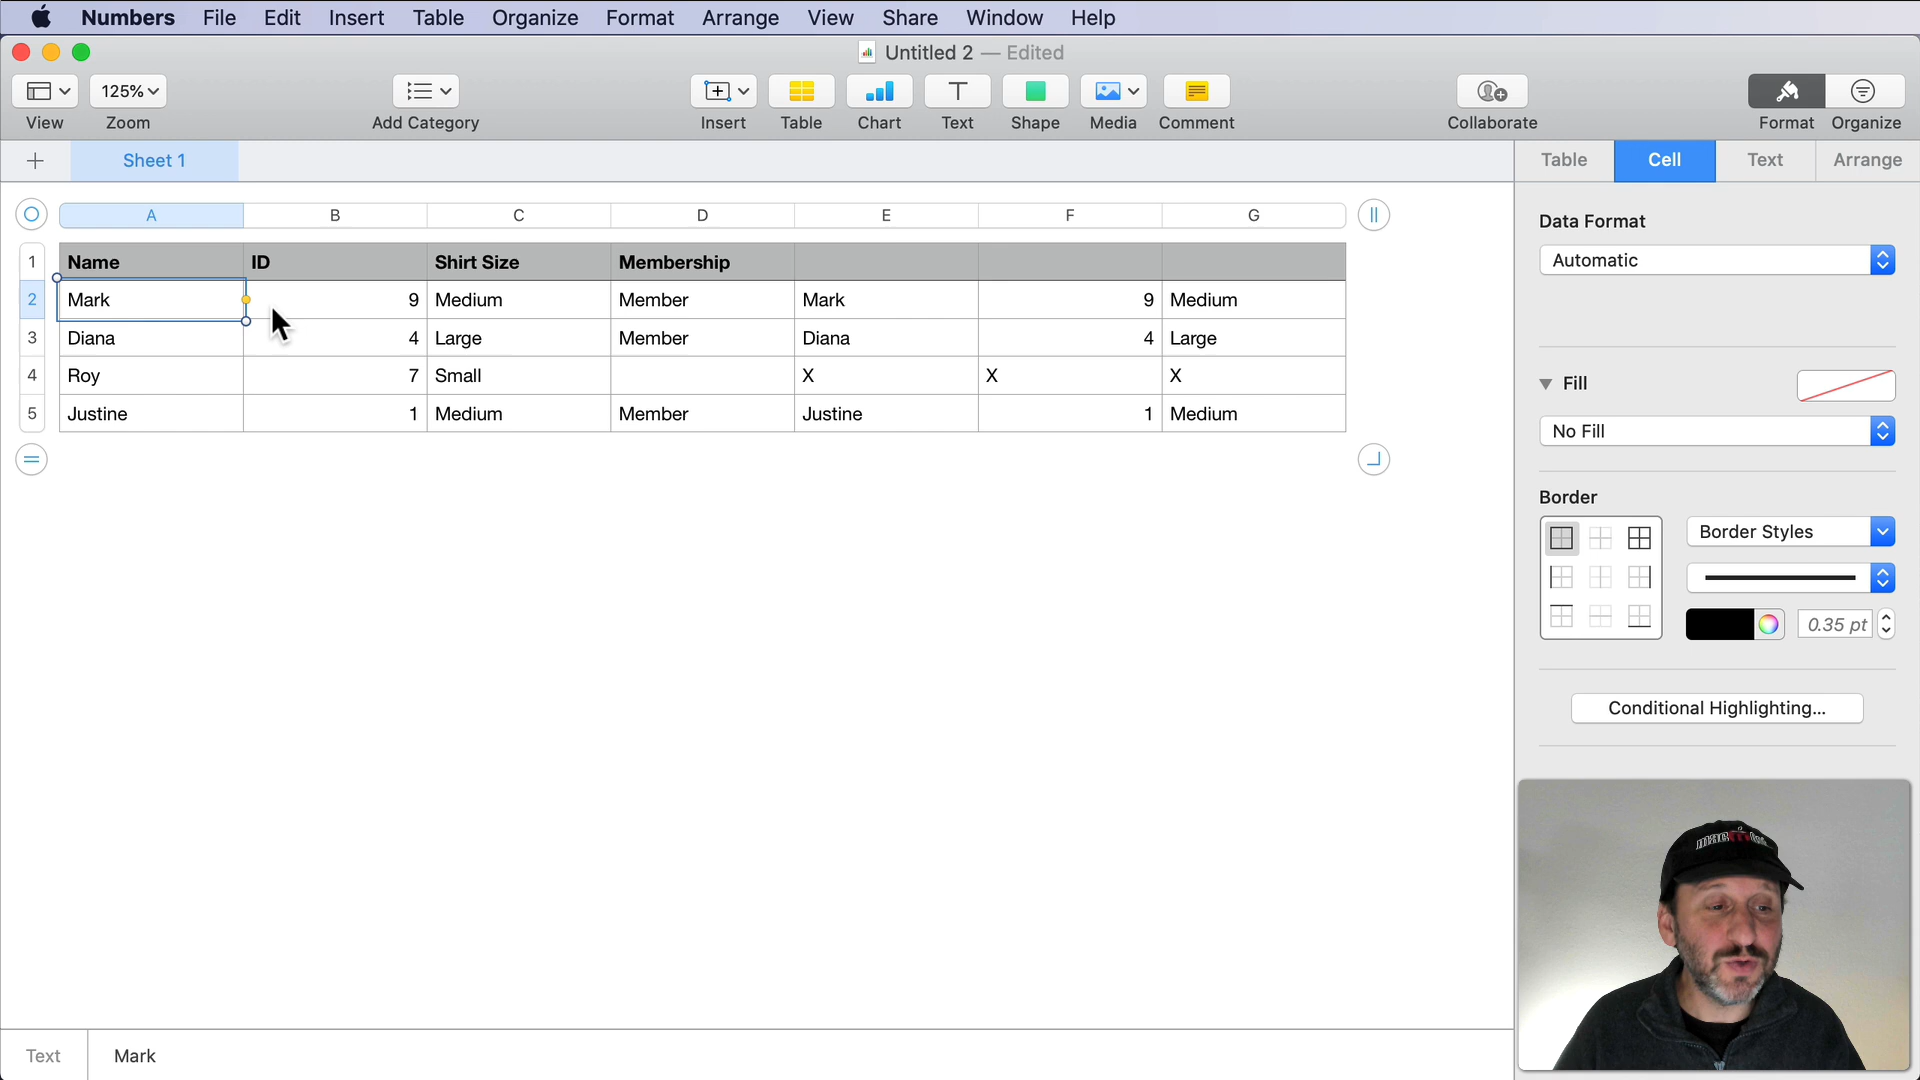 Numbers File Edit Insert Table Organize Format Arrange View Share Window Help
Untitled 2 — Edited
125%
View Zoom Add Category Insert Table Chart Text Shape Media Comment Collaborate Format Organize
Sheet 1
Table Cell Text Arrange
A B C D E F G
1 Name ID Shirt Size Membership
2 Mark 9 Medium Member Mark 9 Medium
3 Diana 4 Large Member Diana 4 Large
4 Roy 7 Small X X X
5 Justine 1 Medium Member Justine 1 Medium
Data Format
Automatic
Fill
No Fill
Border
Border Styles
0.35 pt
Conditional Highlighting...
Text Mark